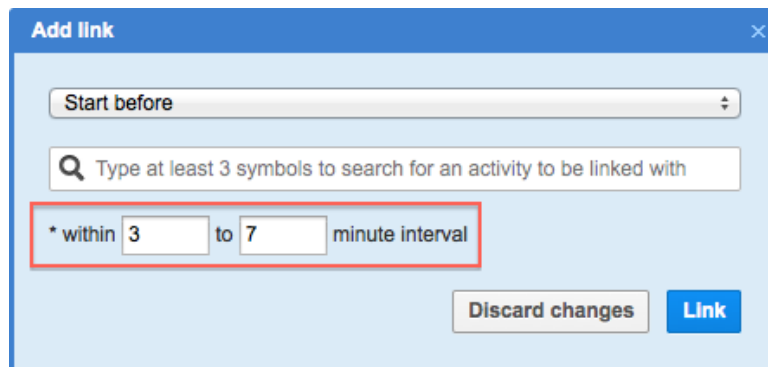 Add link ×
Start before
Type at least 3 symbols to search for an activity to be linked with
* within 3 to 7 minute interval
Discard changes Link